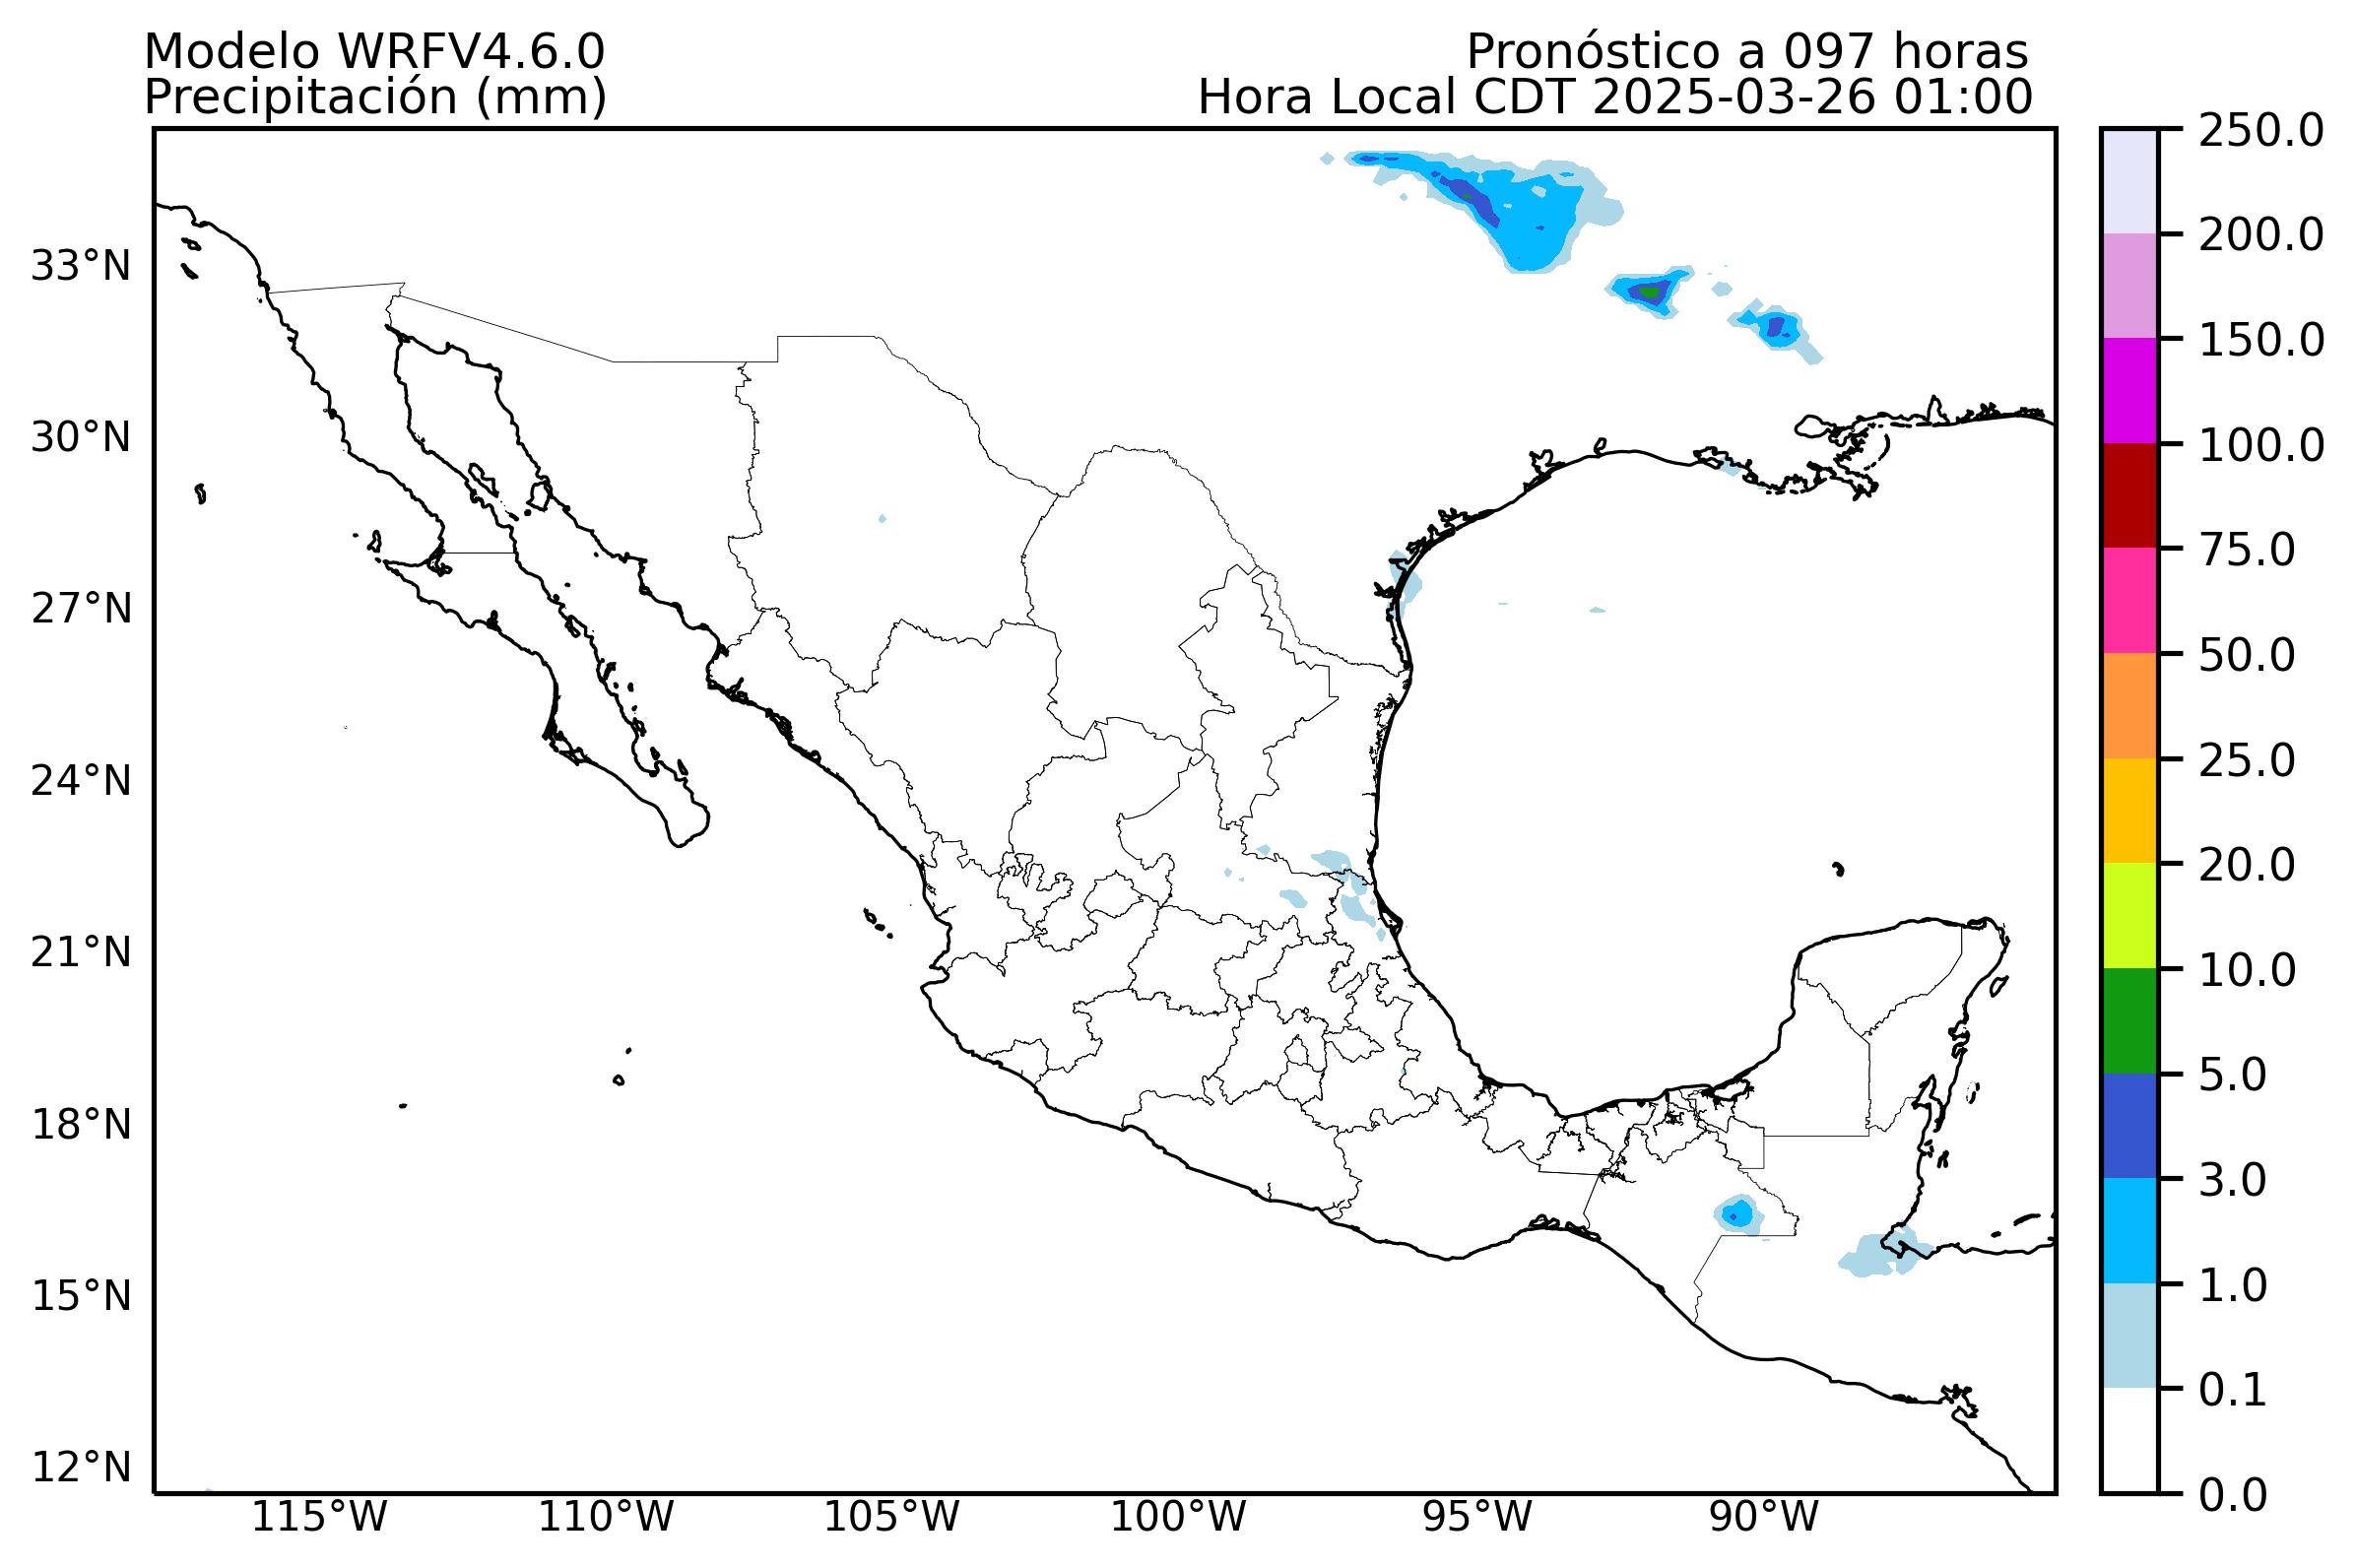 Modelo WRFV4.6.0
Precipitación (mm)
Pronóstico a 097 horas
Hora Local CDT 2025-03-26 01:00
33°N
30°N
27°N
24°N
21°N
18°N
15°N
12°N
115°W
110°W
105°W
100°W
95°W
90°W
250.0
200.0
150.0
100.0
75.0
50.0
25.0
20.0
10.0
5.0
3.0
1.0
0.1
0.0